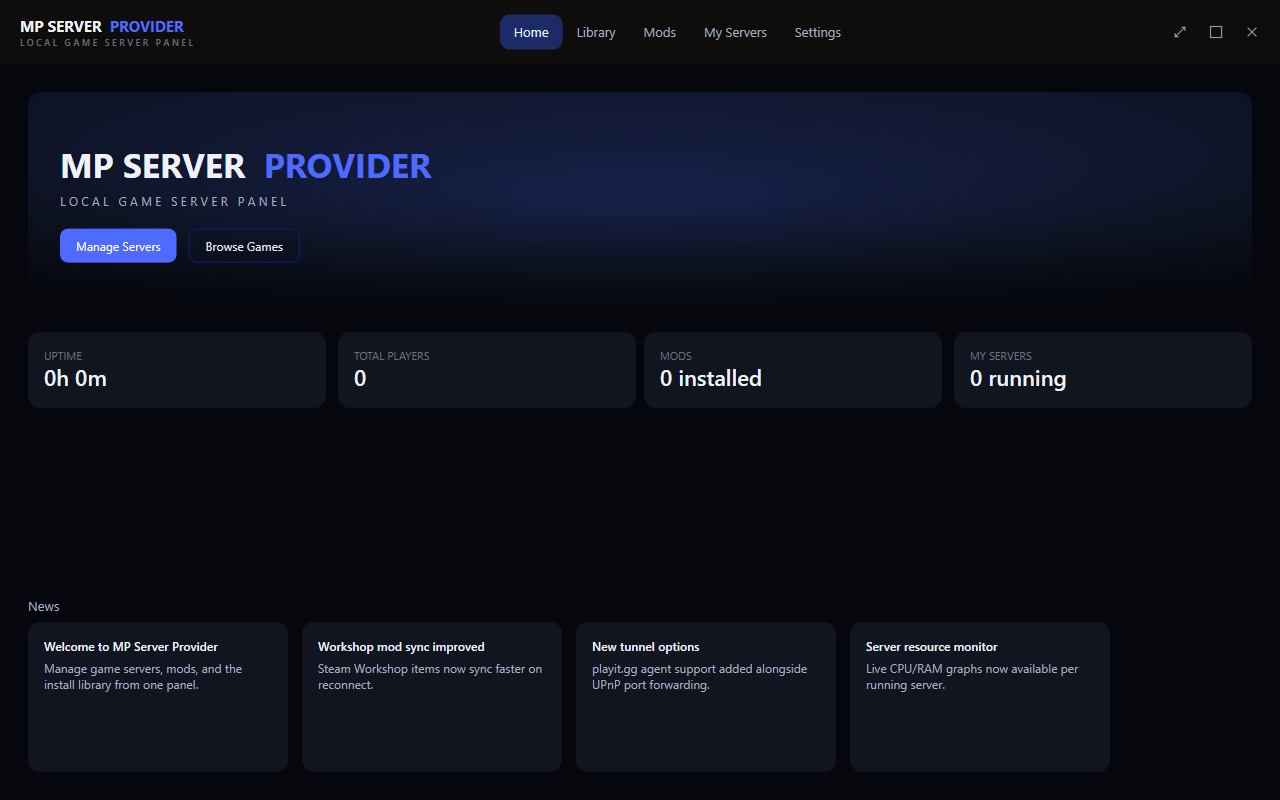 MP SERVER PROVIDER
LOCAL GAME SERVER PANEL
Home Library Mods My Servers Settings
MP SERVER PROVIDER
LOCAL GAME SERVER PANEL
Manage Servers Browse Games
UPTIME
0h 0m
TOTAL PLAYERS
0
MODS
0 installed
MY SERVERS
0 running
News
Welcome to MP Server Provider
Manage game servers, mods, and the
install library from one panel.
Workshop mod sync improved
Steam Workshop items now sync faster on
reconnect.
New tunnel options
playit.gg agent support added alongside
UPnP port forwarding.
Server resource monitor
Live CPU/RAM graphs now available per
running server.